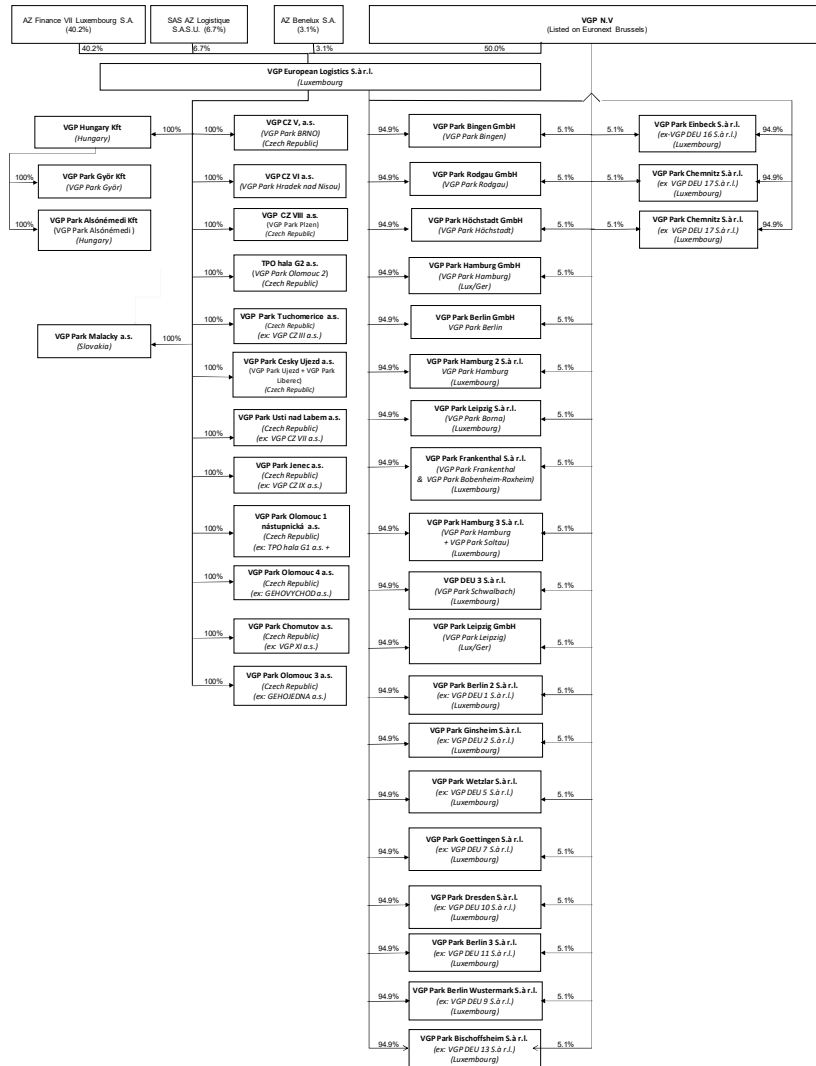 AZ Finance VII Luxembourg S.A.
(40.2%)
SAS AZ Logistique
S.A.S.U. (6.7%)
AZ Benelux S.A.
(3.1%)
VGP N.V
(Listed on Euronext Brussels)
40.2%
6.7%
3.1%
50.0%
VGP European Logistics S.à r.l.
(Luxembourg
VGP Hungary Kft
(Hungary)
100%
100%
VGP Park Györ Kft
(VGP Park Györ)
100%
VGP Park Alsónémedi Kft
(VGP Park Alsónémedi )
(Hungary)
VGP Park Malacky a.s.
(Slovakia)
100%
100%
VGP CZ V, a.s.
(VGP Park BRNO)
(Czech Republic)
100%
VGP CZ VI a.s.
(VGP Park Hradek nad Nisou)
100%
VGP CZ VIII a.s.
(VGP Park Plzen)
(Czech Republic)
100%
TPO hala G2 a.s.
(VGP Park Olomouc 2)
(Czech Republic)
100%
VGP Park Tuchomerice a.s.
(Czech Republic)
(ex: VGP CZ III a.s.)
100%
VGP Park Cesky Ujezd a.s.
(VGP Park Ujezd + VGP Park
Liberec)
(Czech Republic)
100%
VGP Park Usti nad Labem a.s.
(Czech Republic)
(ex: VGP CZ VII a.s.)
100%
VGP Park Jenec a.s.
(Czech Republic)
(ex: VGP CZ IX a.s.)
100%
VGP Park Olomouc 1
nástupnická a.s.
(Czech Republic)
(ex: TPO hala G1 a.s. +
100%
VGP Park Olomouc 4 a.s.
(Czech Republic)
(ex: GEHOVYCHOD a.s.)
100%
VGP Park Chomutov a.s.
(Czech Republic)
(ex: VGP XI a.s.)
100%
VGP Park Olomouc 3 a.s.
(Czech Republic)
(ex: GEHOJEDNA a.s.)
94.9%
VGP Park Bingen GmbH
(VGP Park Bingen)
5.1%
94.9%
VGP Park Rodgau GmbH
(VGP Park Rodgau)
5.1%
94.9%
VGP Park Höchstadt GmbH
(VGP Park Höchstadt)
5.1%
94.9%
VGP Park Hamburg GmbH
(VGP Park Hamburg)
(Lux/Ger)
5.1%
94.9%
VGP Park Berlin GmbH
VGP Park Berlin
5.1%
94.9%
VGP Park Hamburg 2 S.à r.l.
VGP Park Hamburg
(Luxembourg)
5.1%
94.9%
VGP Park Leipzig S.à r.l.
(VGP Park Borna)
(Luxembourg)
5.1%
94.9%
VGP Park Frankenthal S.à r.l.
(VGP Park Frankenthal
& VGP Park Bobenheim-Roxheim)
(Luxembourg)
5.1%
94.9%
VGP Park Hamburg 3 S.à r.l.
(VGP Park Hamburg
+ VGP Park Soltau)
(Luxembourg)
5.1%
94.9%
VGP DEU 3 S.à r.l.
(VGP Park Schwalbach)
(Luxembourg)
5.1%
94.9%
VGP Park Leipzig GmbH
(VGP Park Leipzig)
(Lux/Ger)
5.1%
94.9%
VGP Park Berlin 2 S.à r.l.
(ex: VGP DEU 1 S.à r.l.)
(Luxembourg)
5.1%
94.9%
VGP Park Ginsheim S.à r.l.
(ex: VGP DEU 2 S.à r.l.)
(Luxembourg)
5.1%
94.9%
VGP Park Wetzlar S.à r.l.
(ex: VGP DEU 5 S.à r.l.)
(Luxembourg)
5.1%
94.9%
VGP Park Goettingen S.à r.l.
(ex: VGP DEU 7 S.à r.l.)
(Luxembourg)
5.1%
94.9%
VGP Park Dresden S.à r.l.
(ex: VGP DEU 10 S.à r.l.)
(Luxembourg)
5.1%
94.9%
VGP Park Berlin 3 S.à r.l.
(ex: VGP DEU 11 S.à r.l.)
(Luxembourg)
5.1%
94.9%
VGP Park Berlin Wustermark S.à r.l.
(ex: VGP DEU 9 S.à r.l.)
(Luxembourg)
5.1%
94.9%
VGP Park Bischoffsheim S.à r.l.
(ex: VGP DEU 13 S.à r.l.)
(Luxembourg)
5.1%
5.1%
VGP Park Einbeck S.à r.l.
(ex-VGP DEU 16 S.à r.l.)
(Luxembourg)
94.9%
5.1%
VGP Park Chemnitz S.à r.l.
(ex VGP DEU 17 S.à r.l.)
(Luxembourg)
94.9%
5.1%
VGP Park Chemnitz S.à r.l.
(ex VGP DEU 17 S.à r.l.)
(Luxembourg)
94.9%